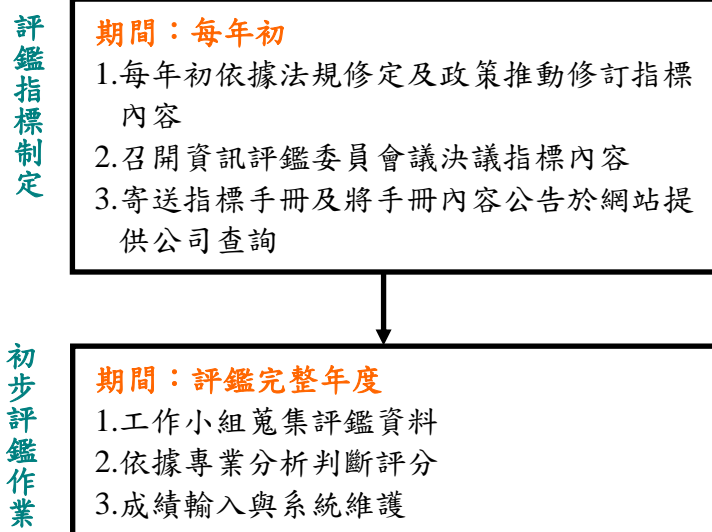 評鑑指標制定
期間：每年初
1.每年初依據法規修定及政策推動修訂指標
內容
2.召開資訊評鑑委員會議決議指標內容
3.寄送指標手冊及將手冊內容公告於網站提
供公司查詢
初步評鑑作業
期間：評鑑完整年度
1.工作小組蒐集評鑑資料
2.依據專業分析判斷評分
3.成績輸入與系統維護